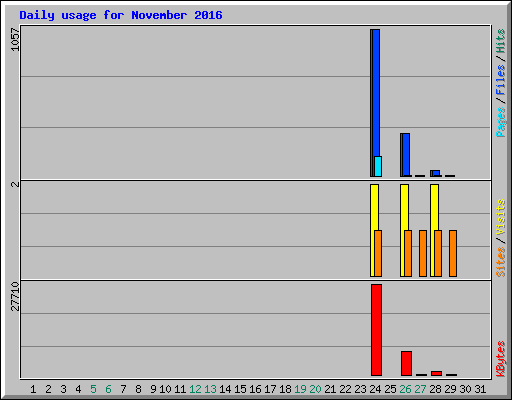 Daily usage for November 2016
1057
2
27710
Pages / Files / Hits
Sites / Visits
KBytes
1 2 3 4 5 6 7 8 9 10 11 12 13 14 15 16 17 18 19 20 21 22 23 24 25 26 27 28 29 30 31